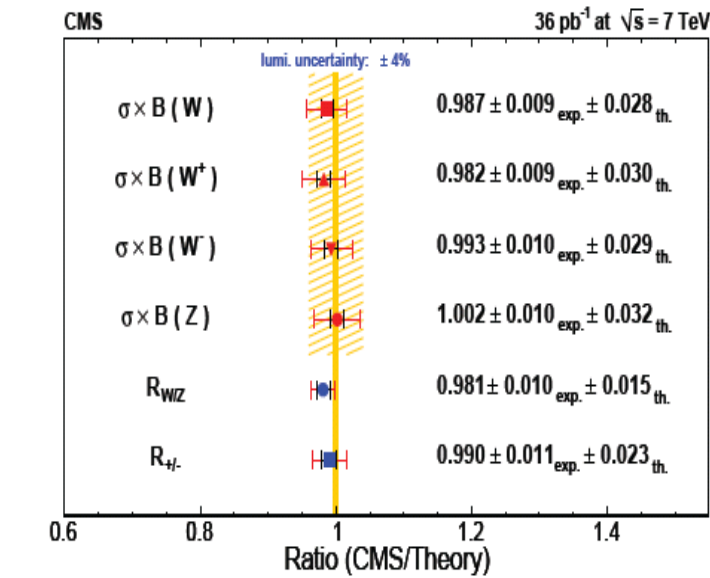 CMS 36 pb⁻¹ at √s = 7 TeV
lumi. uncertainty: ± 4%
σ × B ( W ) 0.987 ± 0.009 exp. ± 0.028 th.
σ × B ( W⁺ ) 0.982 ± 0.009 exp. ± 0.030 th.
σ × B ( W⁻ ) 0.993 ± 0.010 exp. ± 0.029 th.
σ × B ( Z ) 1.002 ± 0.010 exp. ± 0.032 th.
R W/Z 0.981 ± 0.010 exp. ± 0.015 th.
R +/- 0.990 ± 0.011 exp. ± 0.023 th.
0.6 0.8 1 1.2 1.4
Ratio (CMS/Theory)